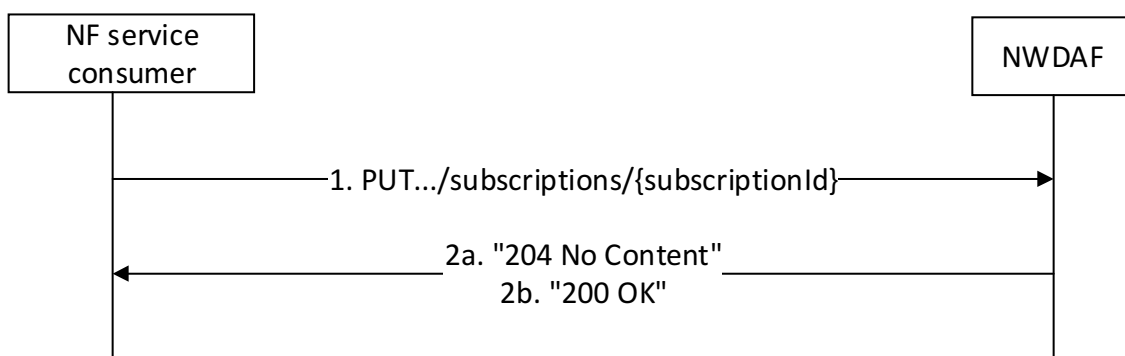 NF service
consumer
NWDAF
1. PUT.../subscriptions/{subscriptionId}
2a. "204 No Content"
2b. "200 OK"